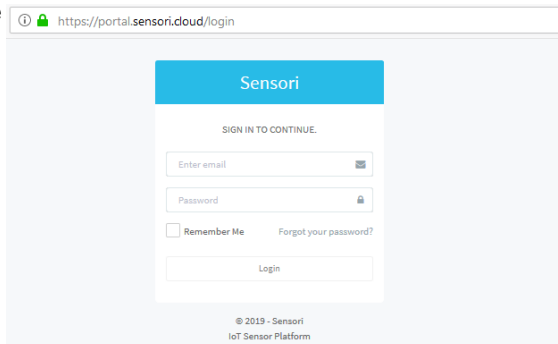 https://portal.sensori.cloud/login
Sensori
SIGN IN TO CONTINUE.
Enter email
Password
Remember Me Forgot your password?
Login
© 2019 - Sensori
IoT Sensor Platform